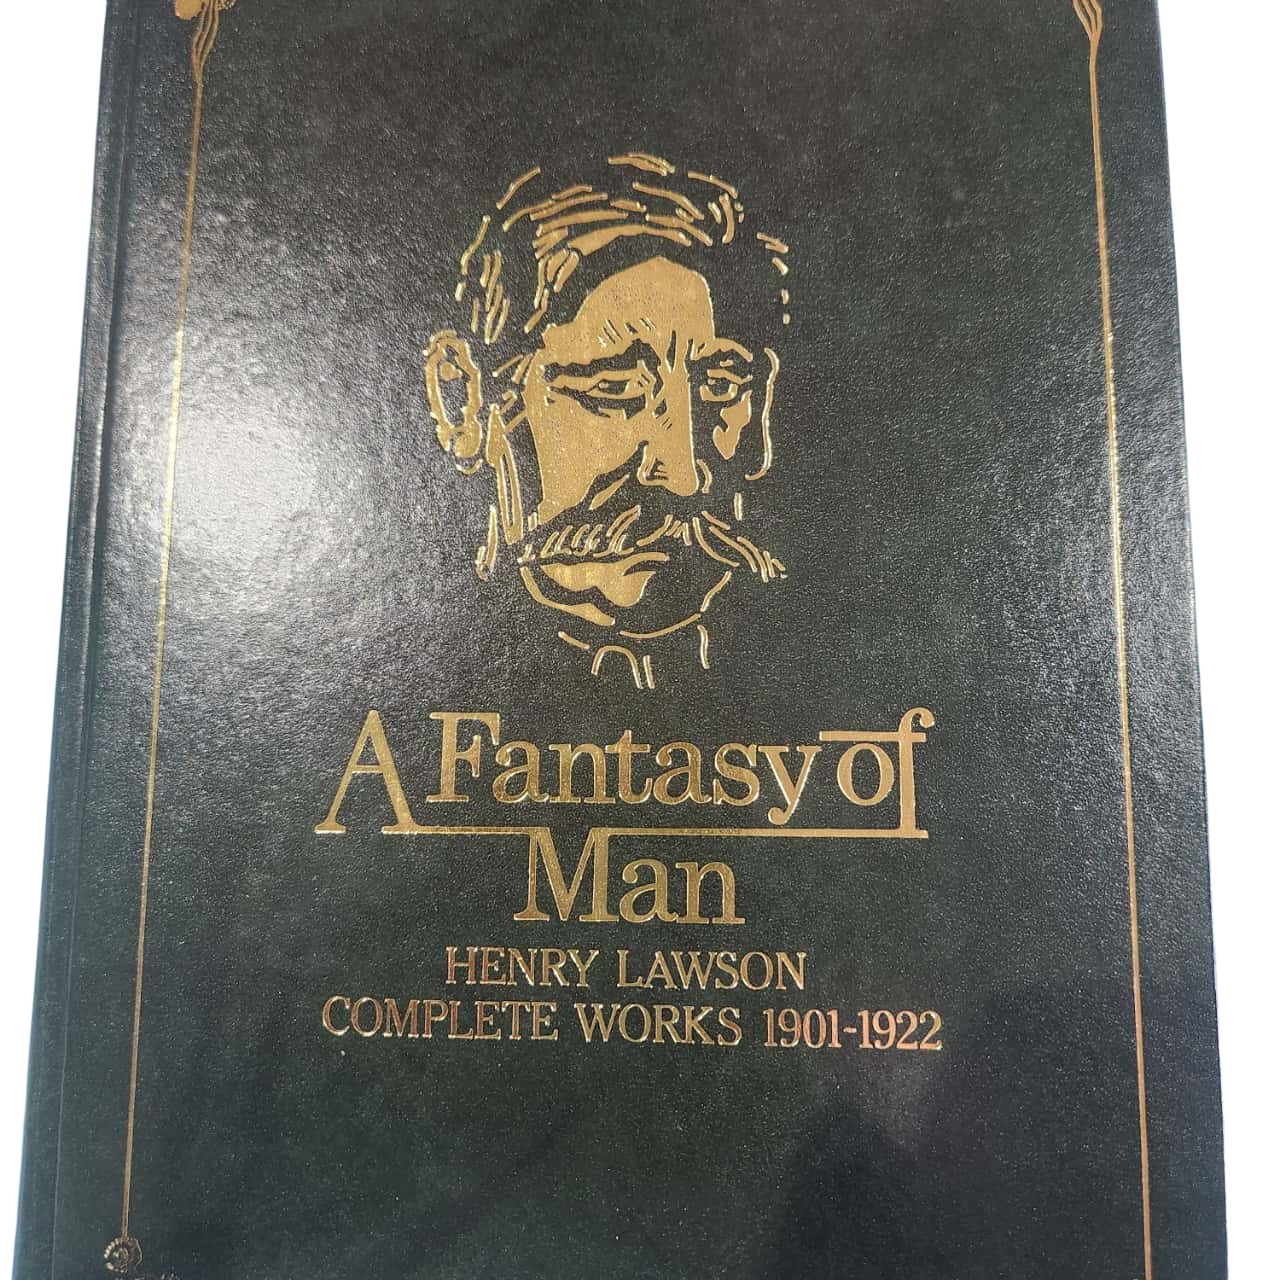 A Fantasy of
Man
HENRY LAWSON
COMPLETE WORKS 1901-1922